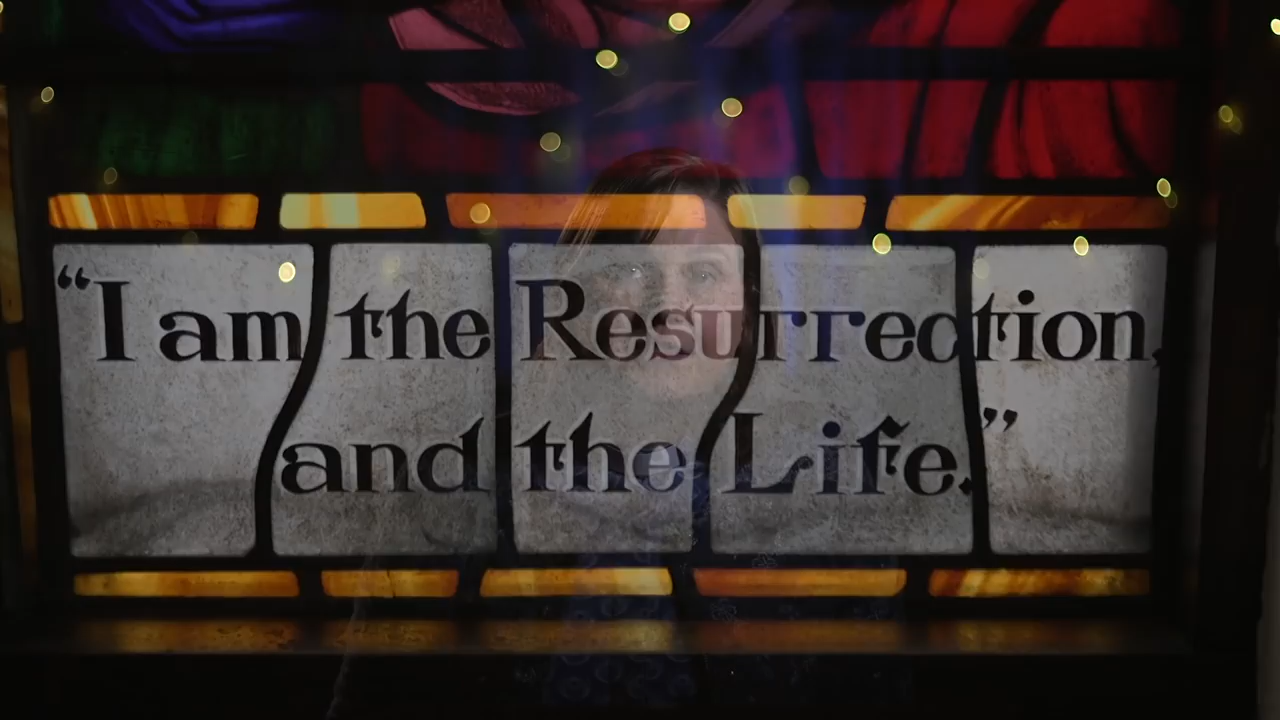 “I am the Resurrection,
and the Life.”